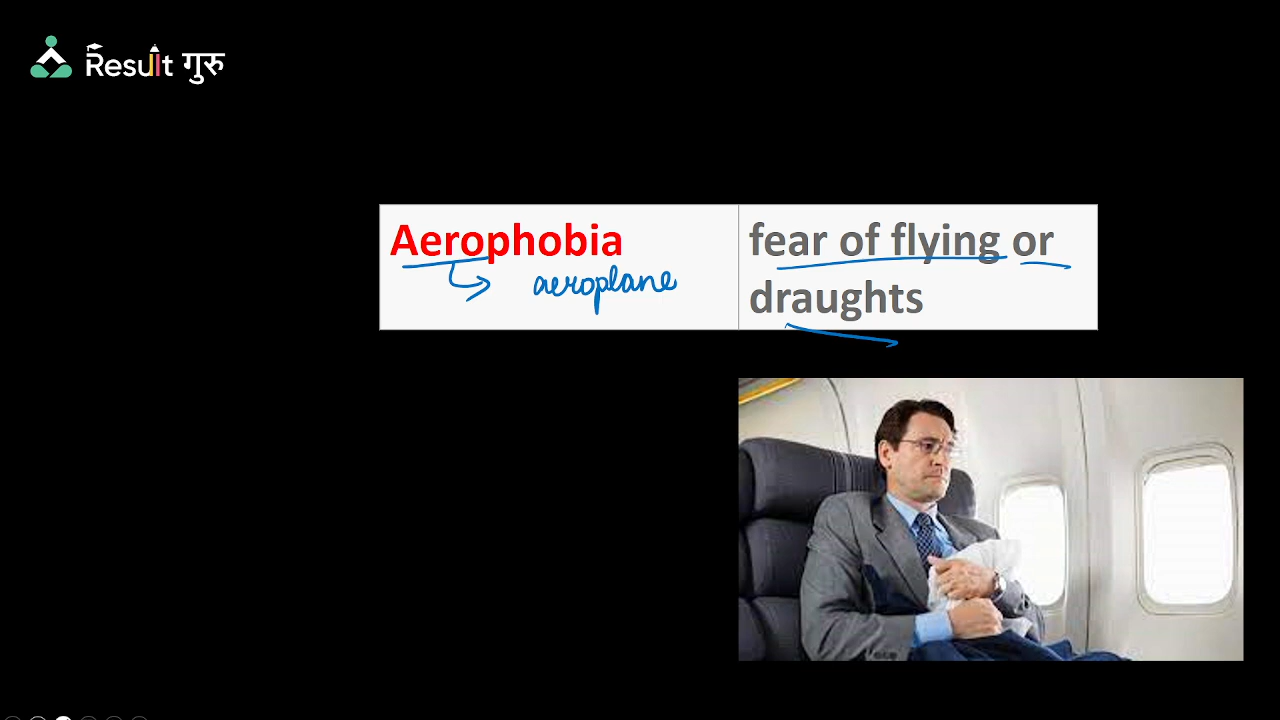 Result गुरु
Aerophobia
aeroplane
fear of flying or
draughts